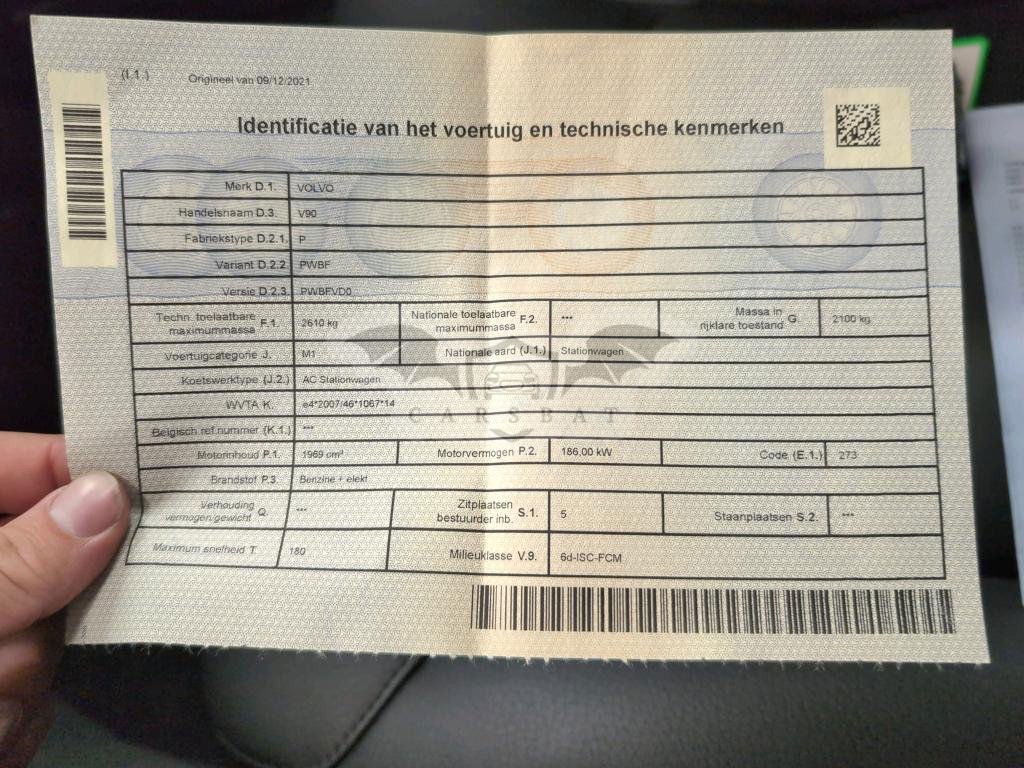 (I.1.) Origineel van 09/12/2021
Identificatie van het voertuig en technische kenmerken
Merk D.1. VOLVO
Handelsnaam D.3. V90
Fabriekstype D.2.1. P
Variant D.2.2 PWBF
Versie D.2.3. PWBFVD0
Techn. toelaatbare maximummassa F.1. 2610 kg Nationale toelaatbare maximummassa F.2. *** Massa in rijklare toestand G. 2100 kg
Voertuigcategorie J. M1 Nationale aard (J.1.) Stationwagen
Koetswerktype (J.2.) AC Stationwagen
WVTA K. e4*2007/46*1067*14
CARSBAT
Belgisch ref.nummer (K.1.) ***
Motorinhoud P.1. 1969 cm³ Motorvermogen P.2. 186,00 kW Code (E.1.) 273
Brandstof P.3. Benzine + elekt
Verhouding vermogen/gewicht Q. *** Zitplaatsen bestuurder inb. S.1. 5 Staanplaatsen S.2. ***
Maximum snelheid T. 180 Milieuklasse V.9. 6d-ISC-FCM